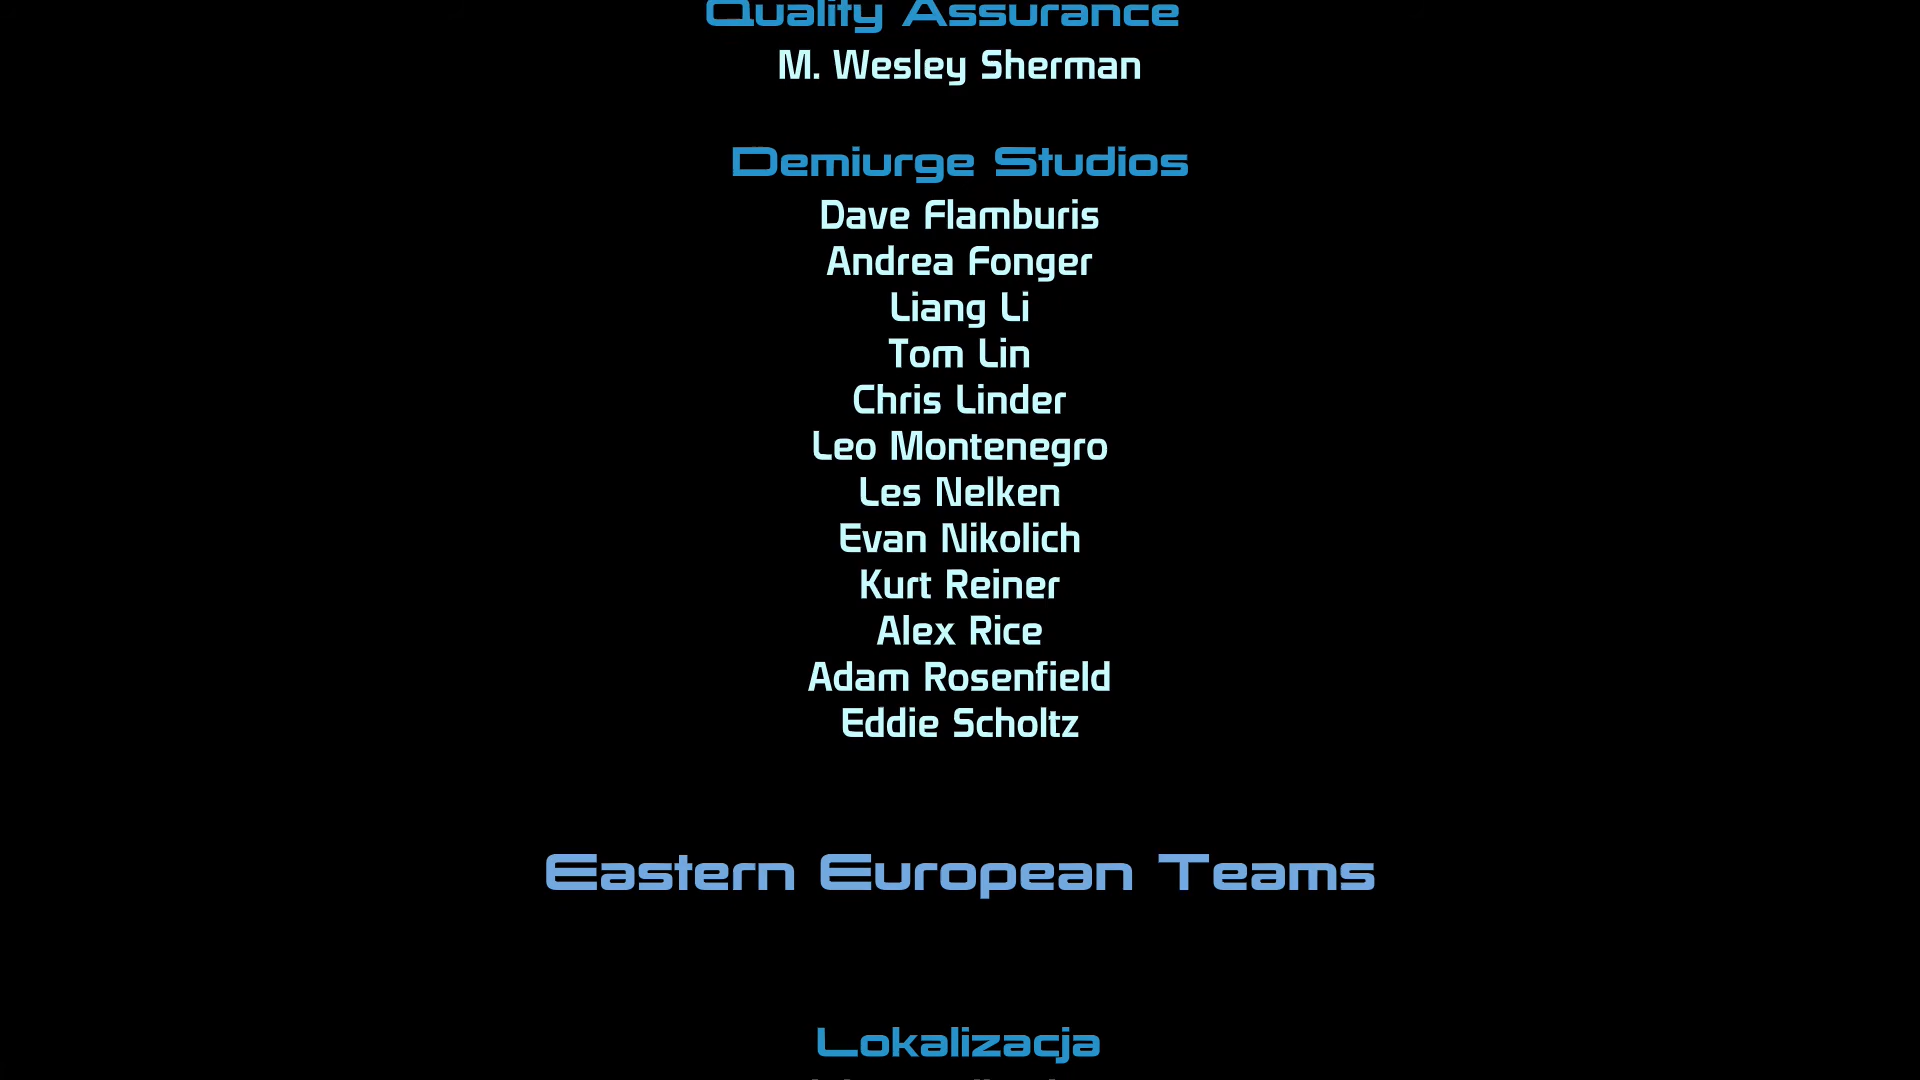 Quality Assurance
M. Wesley Sherman
Demiurge Studios
Dave Flamburis
Andrea Fonger
Liang Li
Tom Lin
Chris Linder
Leo Montenegro
Les Nelken
Evan Nikolich
Kurt Reiner
Alex Rice
Adam Rosenfield
Eddie Scholtz
Eastern European Teams
Lokalizacja